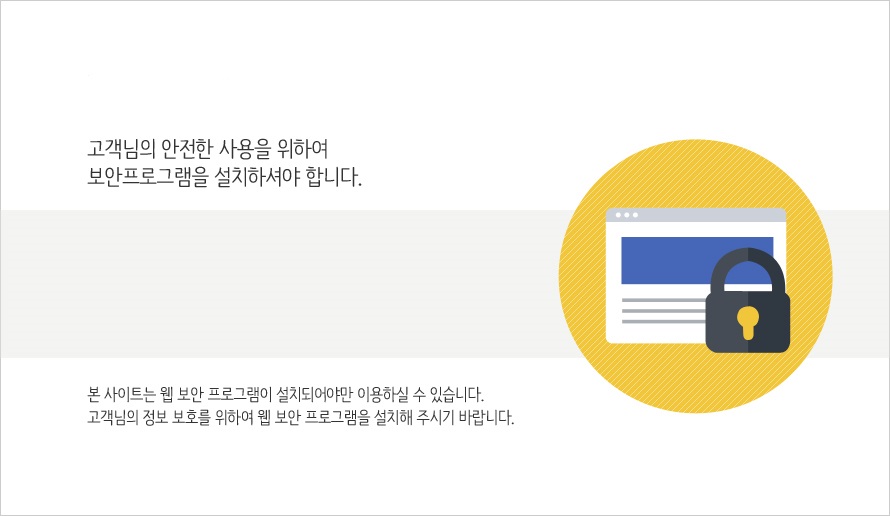 고객님의 안전한 사용을 위하여
보안프로그램을 설치하셔야 합니다.
본 사이트는 웹 보안 프로그램이 설치되어야만 이용하실 수 있습니다.
고객님의 정보 보호를 위하여 웹 보안 프로그램을 설치해 주시기 바랍니다.